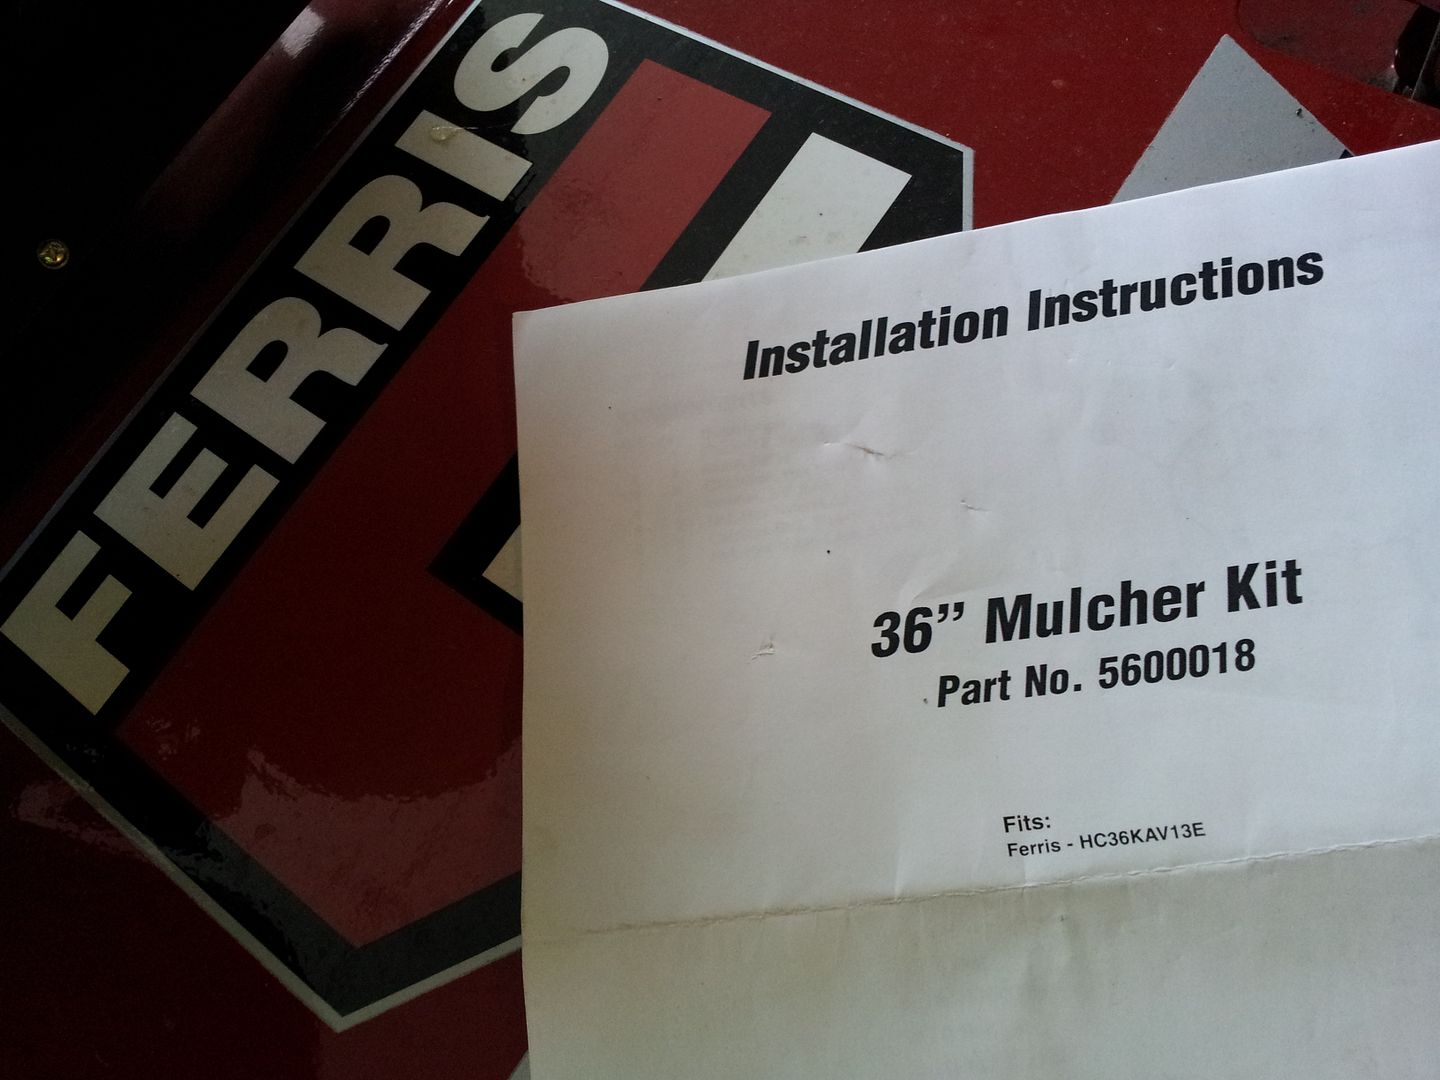 FERRIS
Installation Instructions
36” Mulcher Kit
Part No. 5600018
Fits:
Ferris - HC36KAV13E